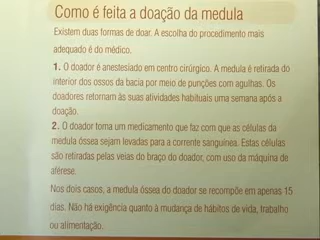 Como é feita a doação da medula
Existem duas formas de doar. A escolha do procedimento mais
adequado é do médico.
1. O doador é anestesiado em centro cirúrgico. A medula é retirada do
interior dos ossos da bacia por meio de punções com agulhas. Os
doadores retornam às suas atividades habituais uma semana após a
doação.
2. O doador toma um medicamento que faz com que as células da
medula óssea sejam levadas para a corrente sanguínea. Estas células
são retiradas pelas veias do braço do doador, com uso da máquina de
aférese.
Nos dois casos, a medula óssea do doador se recompõe em apenas 15
dias. Não há exigência quanto à mudança de hábitos de vida, trabalho
ou alimentação.